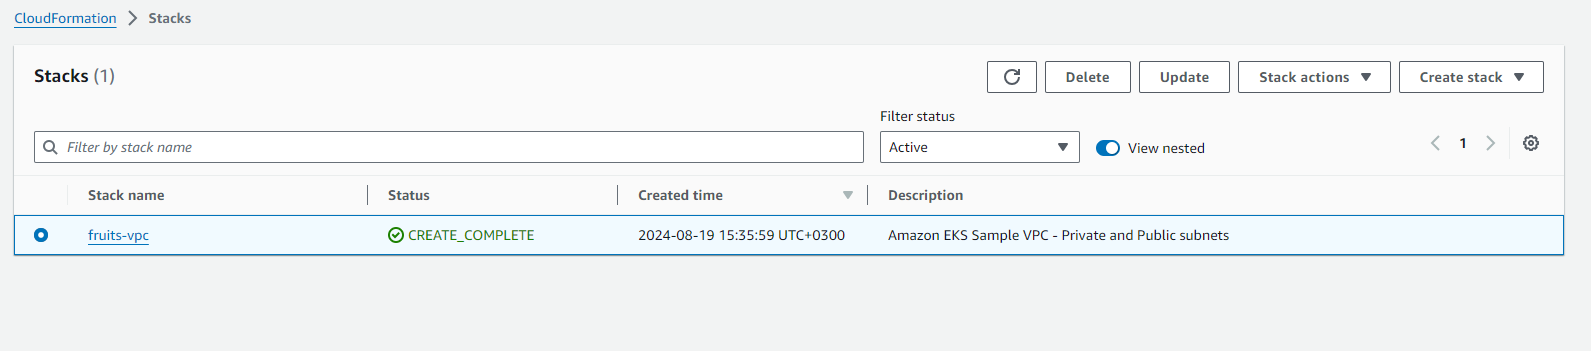 CloudFormation > Stacks
Stacks (1)
Delete
Update
Stack actions
Create stack
Filter status
Filter by stack name
Active
View nested
1
Stack name Status Created time Description
fruits-vpc CREATE_COMPLETE 2024-08-19 15:35:59 UTC+0300 Amazon EKS Sample VPC - Private and Public subnets